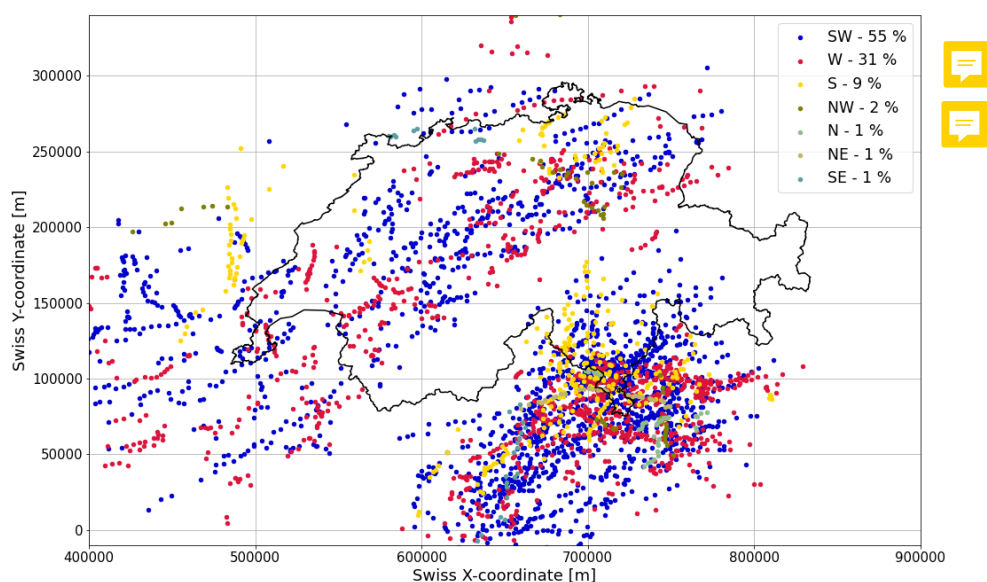 SW - 55 %
W - 31 %
S - 9 %
NW - 2 %
N - 1 %
NE - 1 %
SE - 1 %
300000
250000
200000
150000
100000
50000
0
Swiss Y-coordinate [m]
400000 500000 600000 700000 800000 900000
Swiss X-coordinate [m]